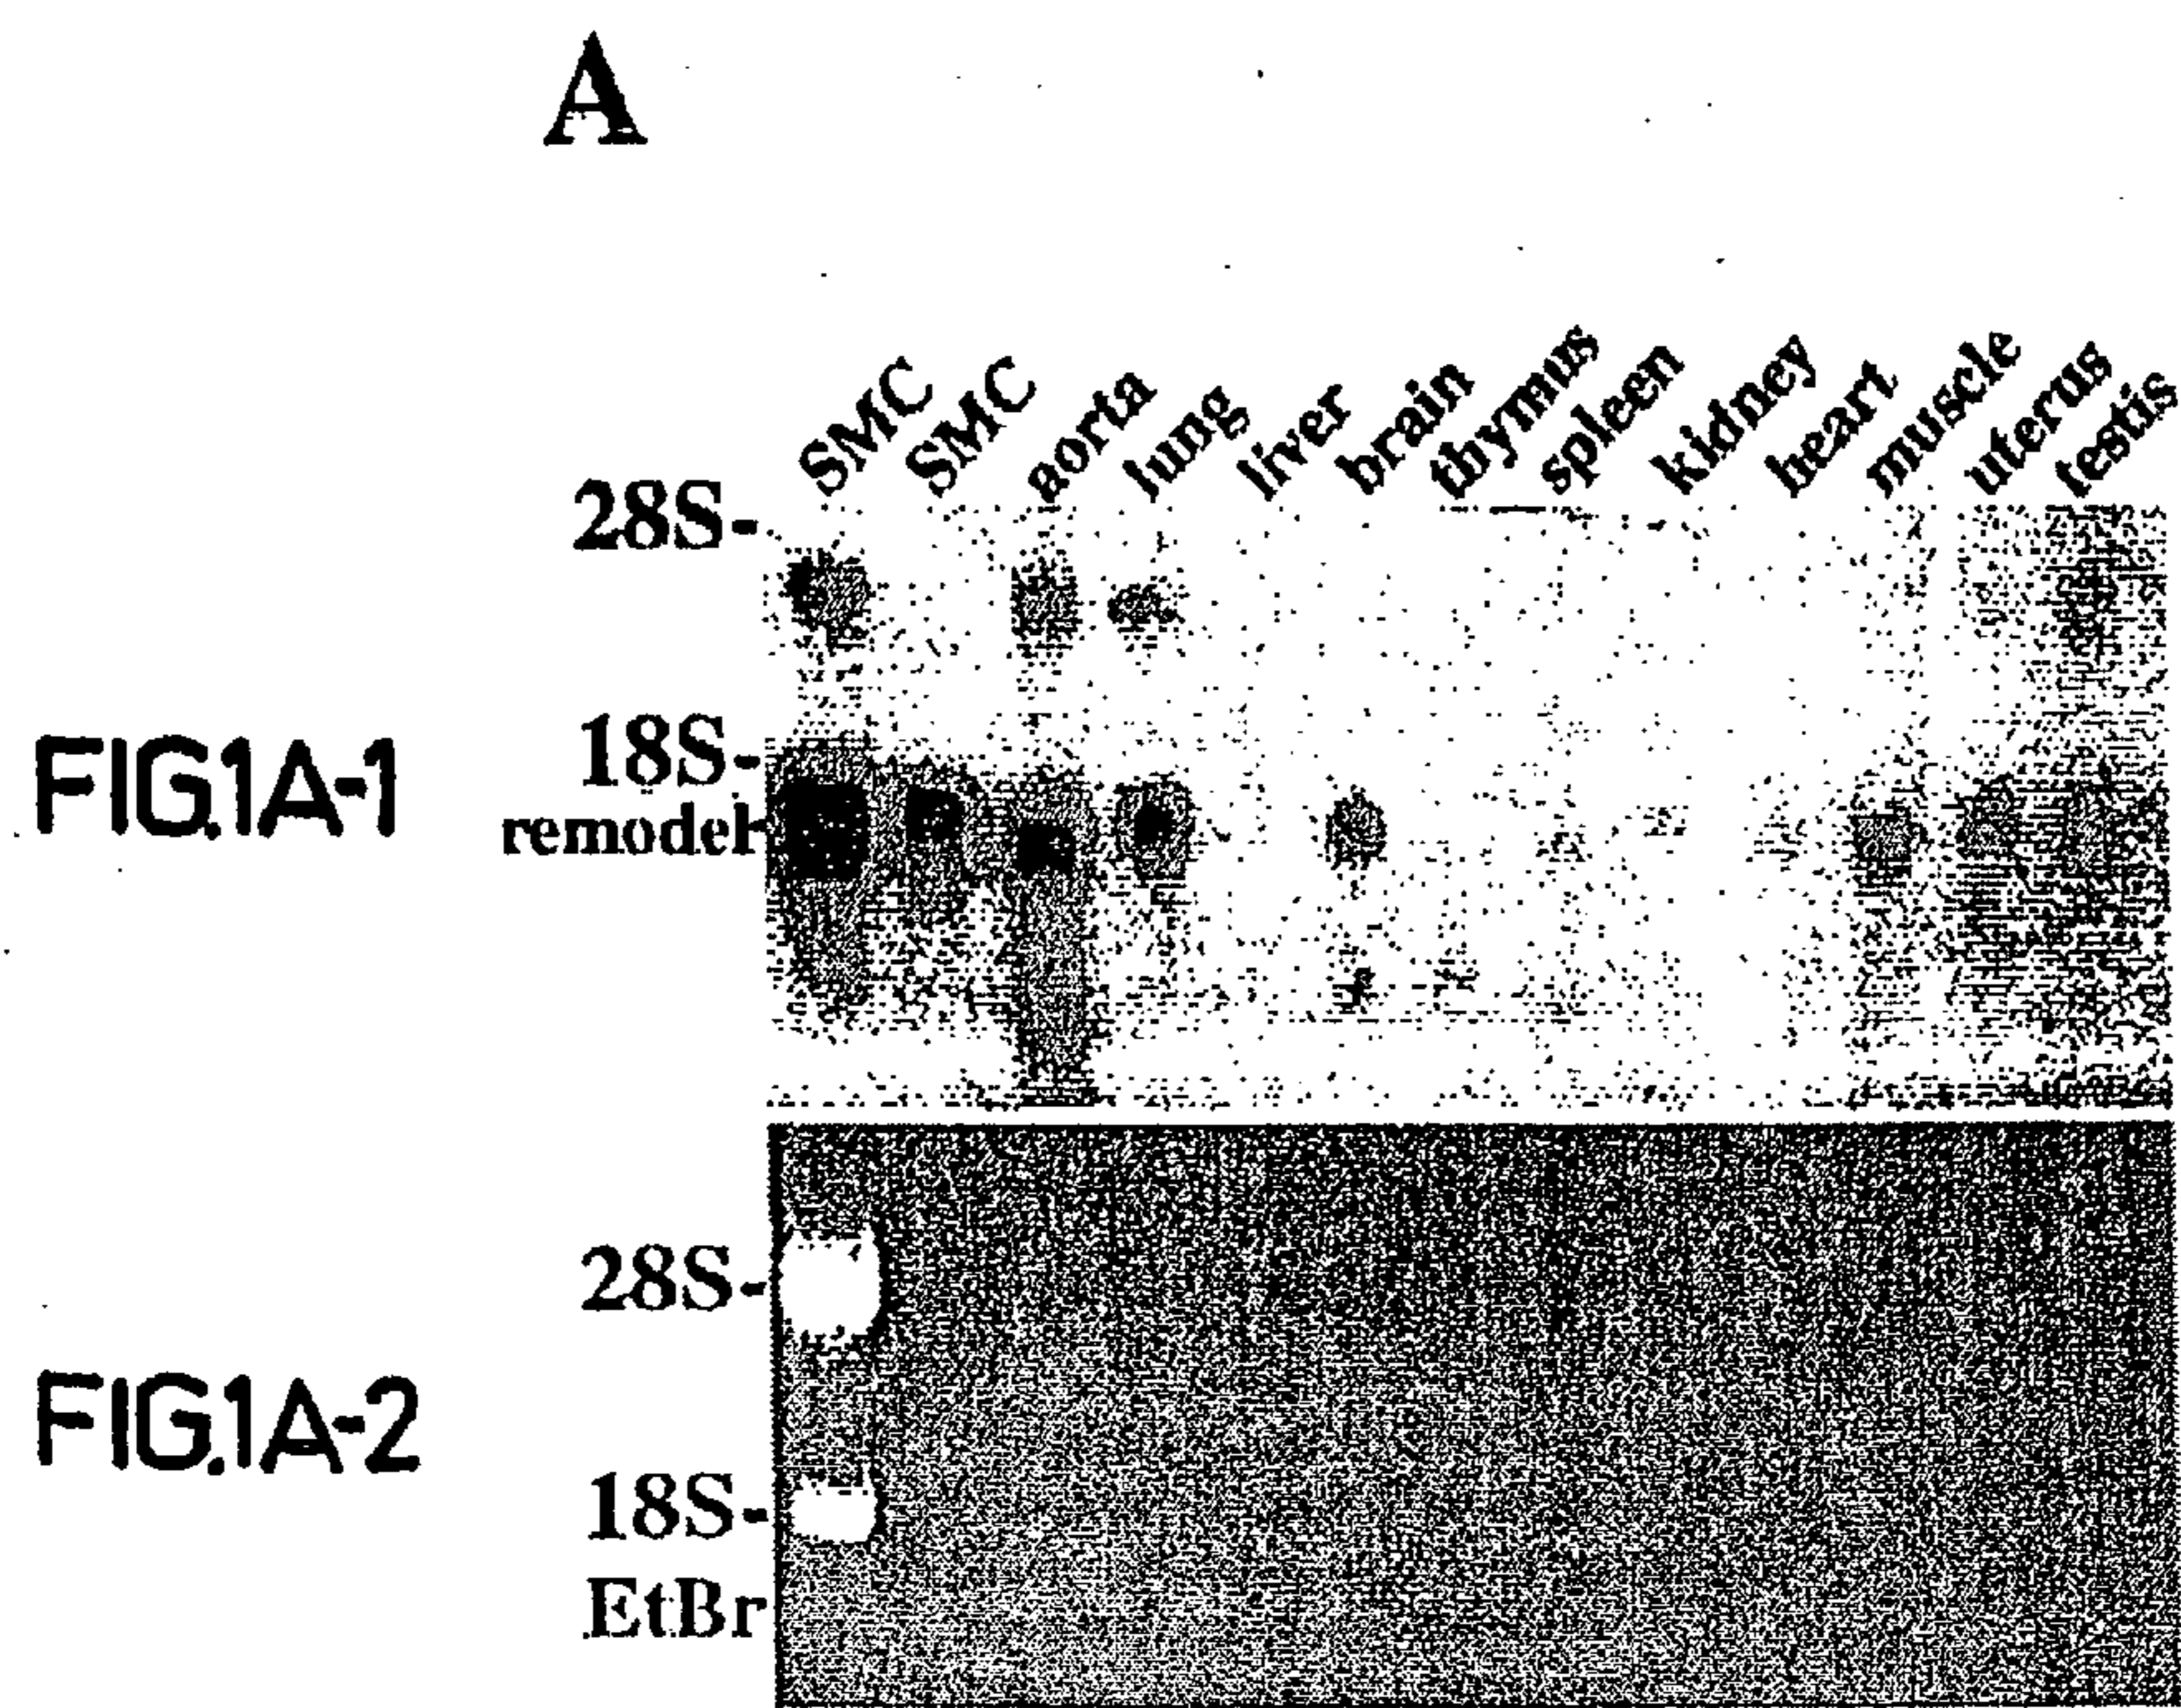 A
SMC SMC aorta lung liver brain thymus spleen kidney heart muscle uterus testis
28S-
18S-
FIG.1A-1
remodel-
28S-
FIG.1A-2
18S-
EtBr